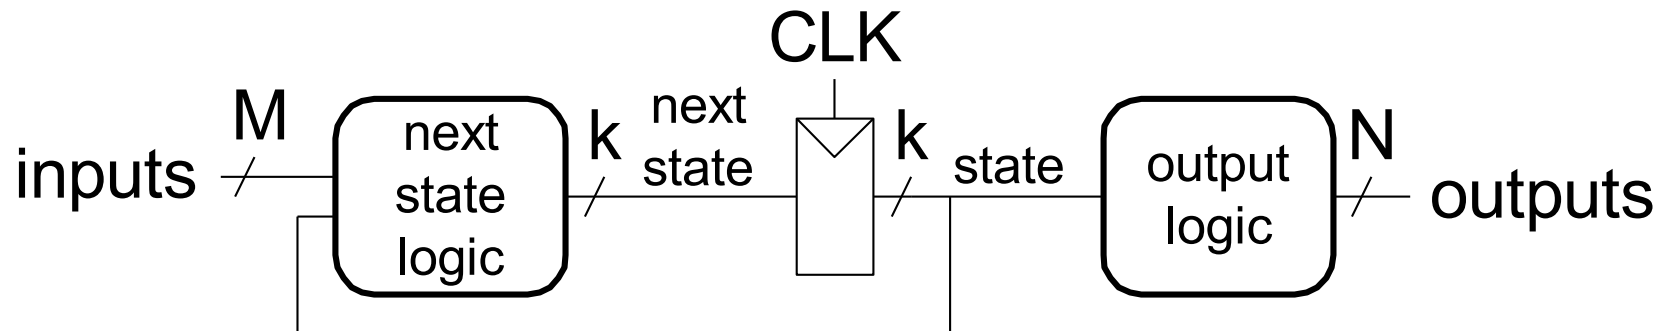 CLK
inputs
M
next
state
logic
k
next
state
k
state
output
logic
N
outputs